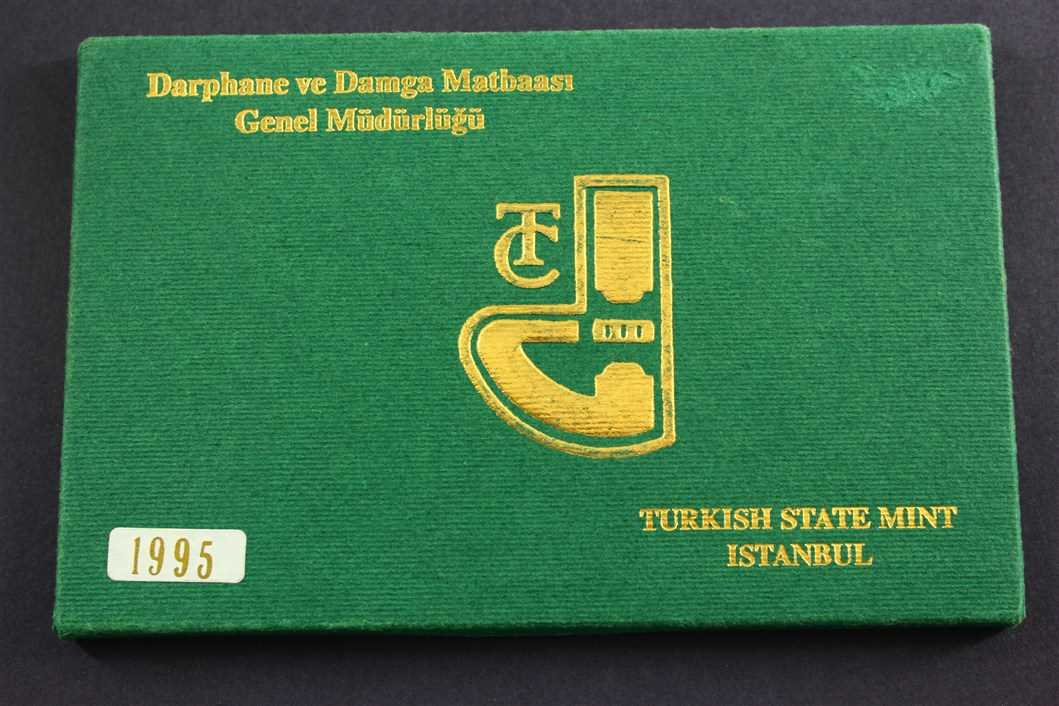 Darphane ve Damga Matbaası
Genel Müdürlüğü
TC
TURKISH STATE MINT
ISTANBUL
1995